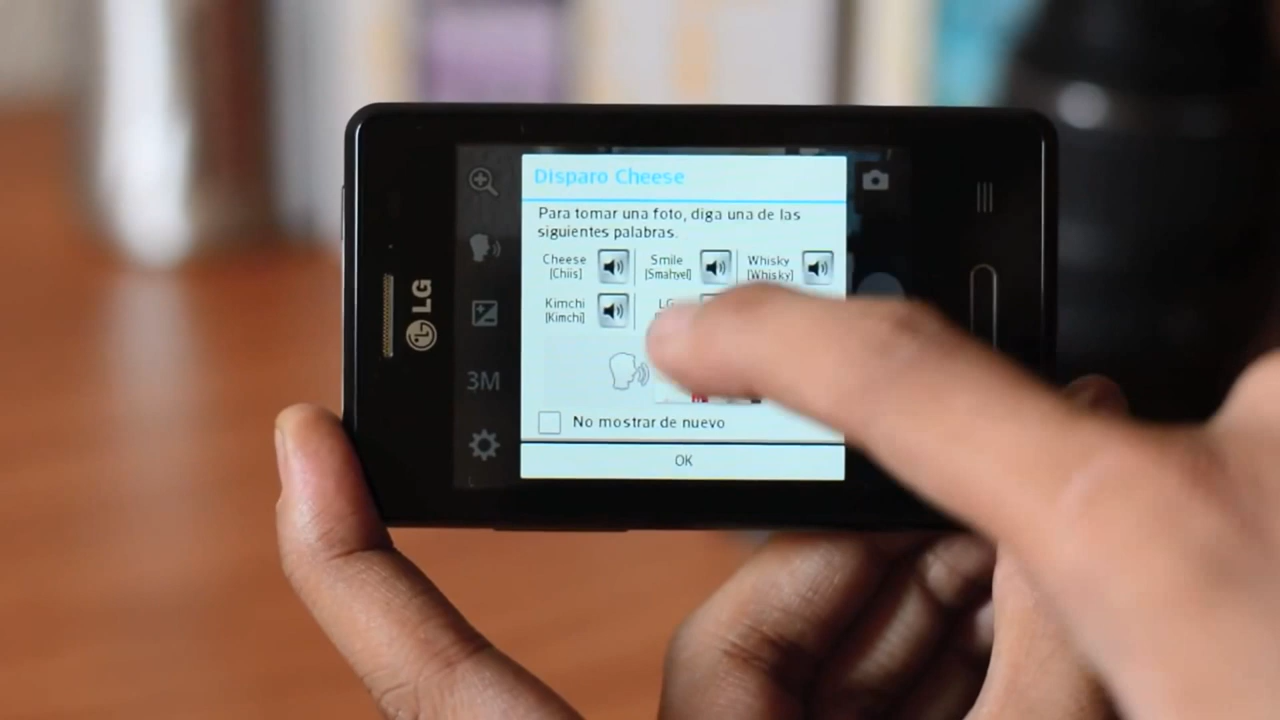 Disparo Cheese
Para tomar una foto, diga una de las
siguientes palabras.
Cheese Smile Whisky
[Chiis] [Smahyel] [Whisky]
Kimchi LG
[Kimchi]
No mostrar de nuevo
OK
3M
LG